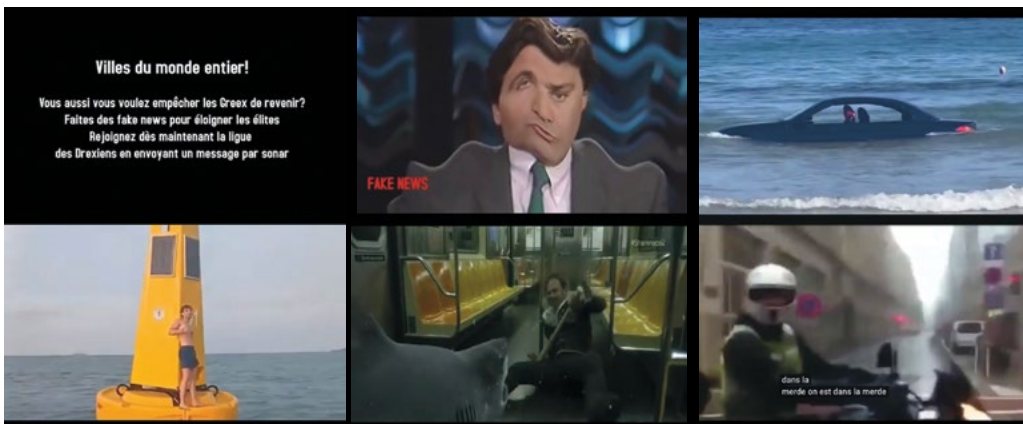 Villes du monde entier!
Vous aussi vous voulez empêcher les Greex de revenir?
Faites des fake news pour éloigner les élites
Rejoignez dès maintenant la ligue
des Drexiens en envoyant un message par sonar
FAKE NEWS
dans la
merde on est dans la merde